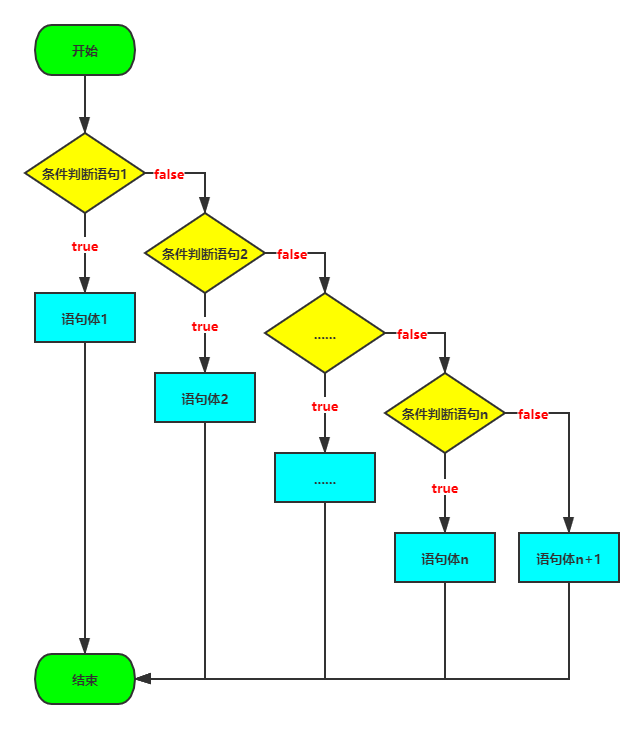 开始
条件判断语句1
false
true
条件判断语句2
false
语句体1
true
......
false
语句体2
true
条件判断语句n
false
......
true
语句体n
语句体n+1
结束